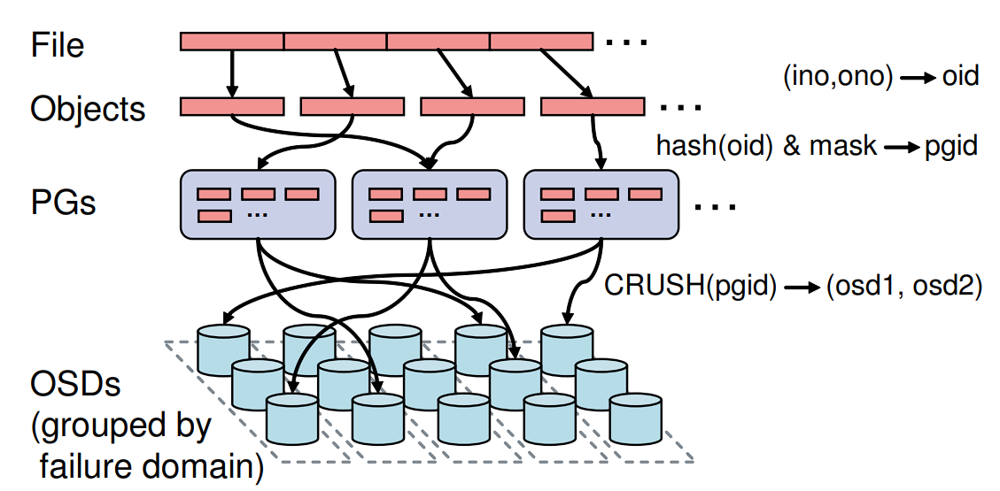 File
...
(ino,ono) → oid
Objects
...
hash(oid) & mask → pgid
PGs
...
...
...
...
CRUSH(pgid) → (osd1, osd2)
OSDs
(grouped by
failure domain)